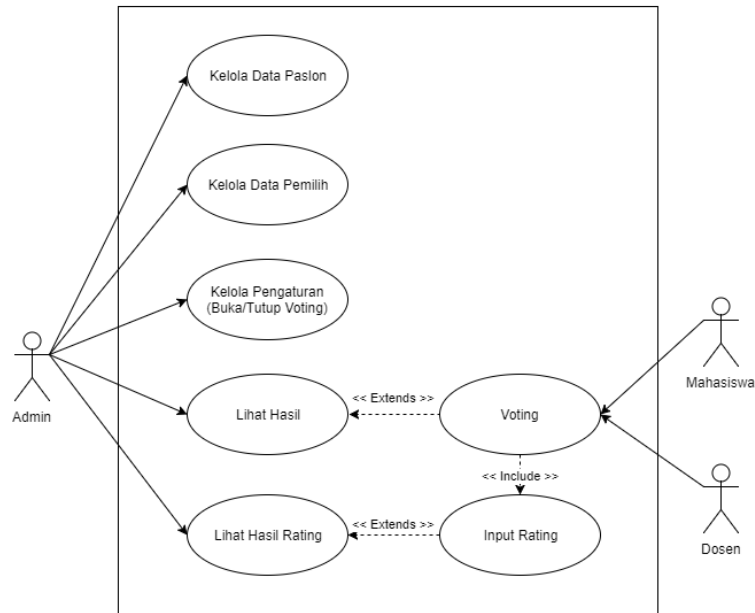 Kelola Data Paslon
Kelola Data Pemilih
Kelola Pengaturan
(Buka/Tutup Voting)
Admin
Mahasiswa
Lihat Hasil
<< Extends >>
Voting
<< Include >>
Lihat Hasil Rating
<< Extends >>
Input Rating
Dosen